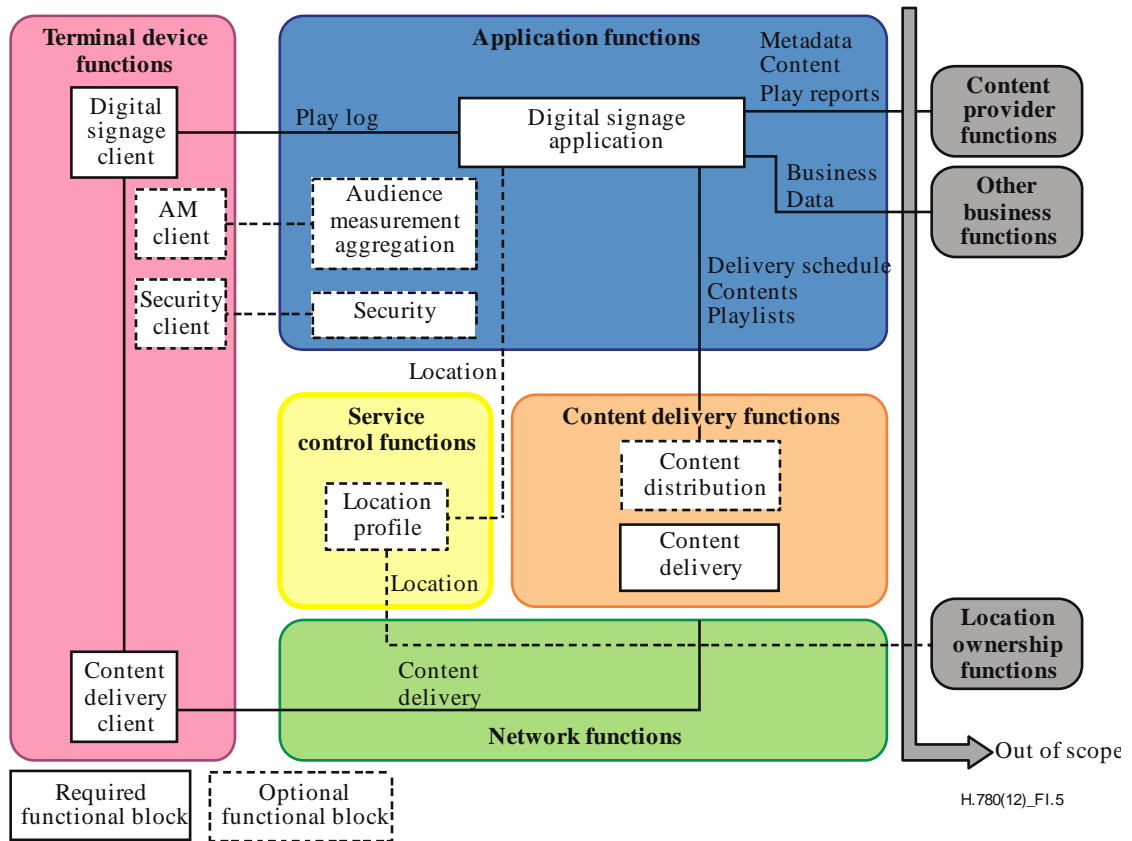 Terminal device
functions
Digital
signage
client
AM
client
Security
client
Content
delivery
client
Application functions
Play log
Digital signage
application
Audience
measurement
aggregation
Security
Metadata
Content
Play reports
Business
Data
Delivery schedule
Contents
Playlists
Location
Service
control functions
Location
profile
Location
Content delivery functions
Content
distribution
Content
delivery
Content
delivery
Network functions
Content
provider
functions
Other
business
functions
Location
ownership
functions
Out of scope
Required
functional block
Optional
functional block
H.780(12)_FI.5